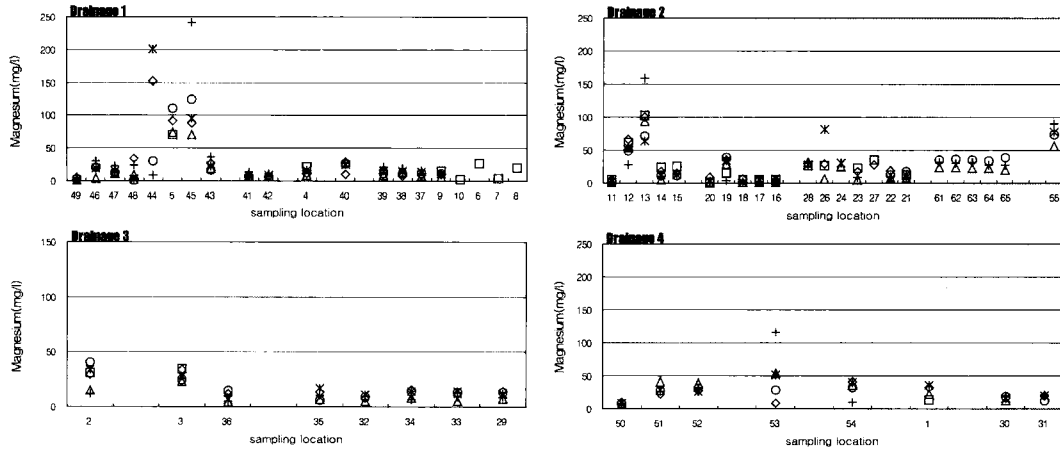 Drainage 1
Magnesium(mg/l)
250
200
150
100
50
0
49 46 47 48 44 5 45 43 41 42 4 40 39 38 37 9 10 6 7 8
sampling location
Drainage 2
Magnesium(mg/l)
250
200
150
100
50
0
11 12 13 14 15 20 19 18 17 16 28 26 24 23 27 22 21 61 62 63 64 65 55
sampling location
Drainage 3
Magnesium(mg/l)
150
100
50
0
2 3 36 35 32 34 33 29
sampling location
Drainage 4
Magnesium(mg/l)
250
200
150
100
50
0
50 51 52 53 54 1 30 31
sampling location